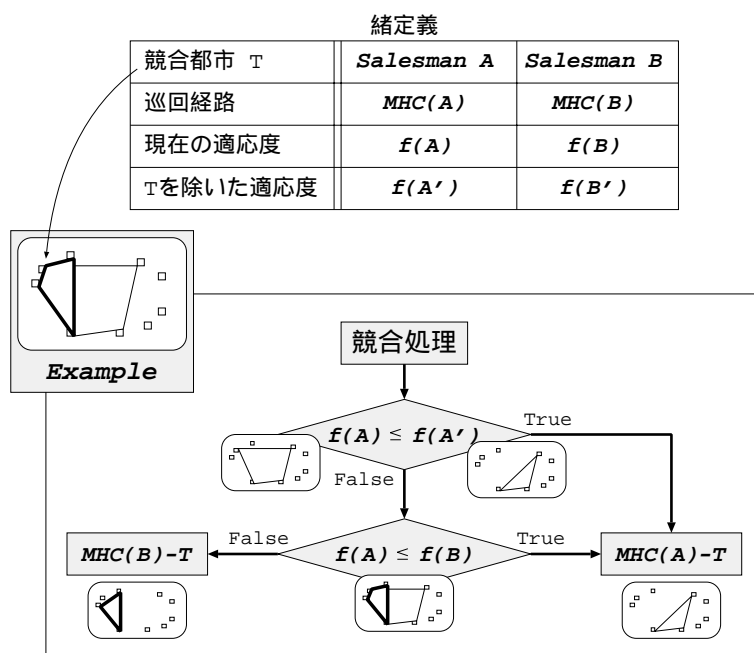 緒定義
競合都市 T Salesman A Salesman B
巡回経路 MHC(A) MHC(B)
現在の適応度 f(A) f(B)
Tを除いた適応度 f(A′) f(B′)
Example
競合処理
f(A) ≤ f(A′)
True
False
f(A) ≤ f(B)
False
True
MHC(B)-T
MHC(A)-T